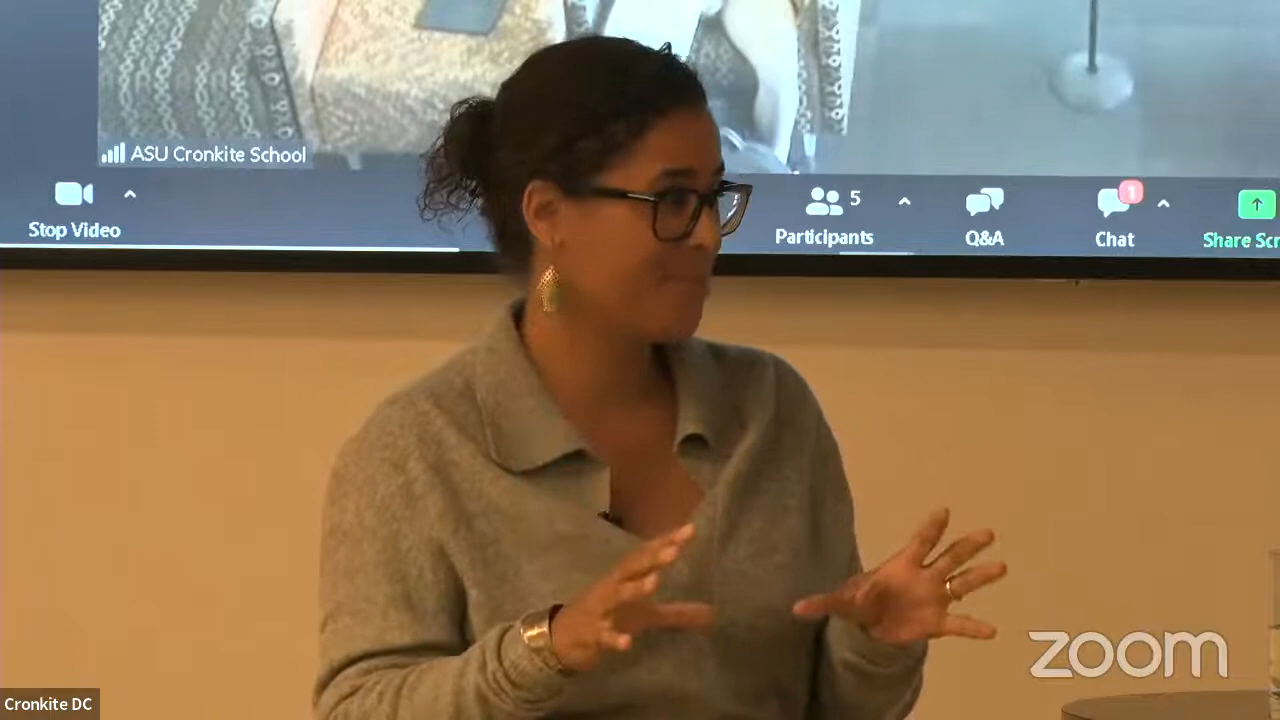 ASU Cronkite School
Stop Video
5
Participants
Q&A
1
Chat
Share Scr
zoom
Cronkite DC